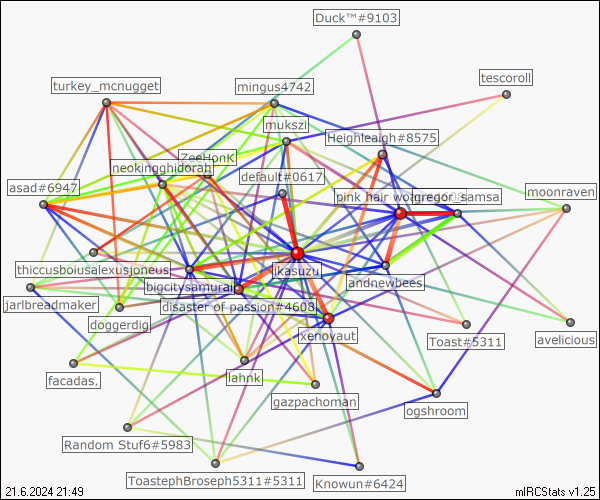 Duck™#9103
tescoroll
turkey_mcnugget
mingus4742
mukszi
Heighleaigh#8575
ZeeHonK
neokingghidorah
default#0617
asad#6947
pink hair wo
gregor_samsa
moonraven
thiccusboiusalexusjoneus
ikasuzu
bigcitysamurai
andnewbees
jarlbreadmaker
disaster of passion#4608
doggerdig
xenoyaut
Toast#5311
avelicious
lahnk
facadas.
gazpachoman
ogshroom
Random Stuf6#5983
ToastephBroseph5311#5311
Knowun#6424
21.6.2024 21:49
mIRCStats v1.25